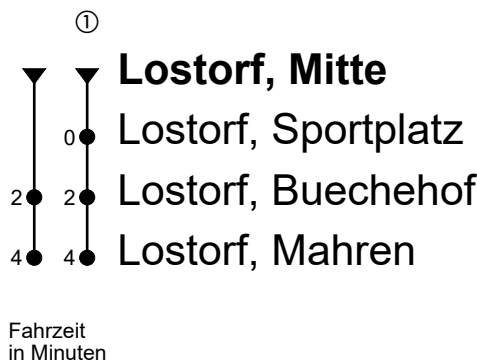 ①
Lostorf, Mitte
0 Lostorf, Sportplatz
2 2 Lostorf, Buechehof
4 4 Lostorf, Mahren
Fahrzeit
in Minuten